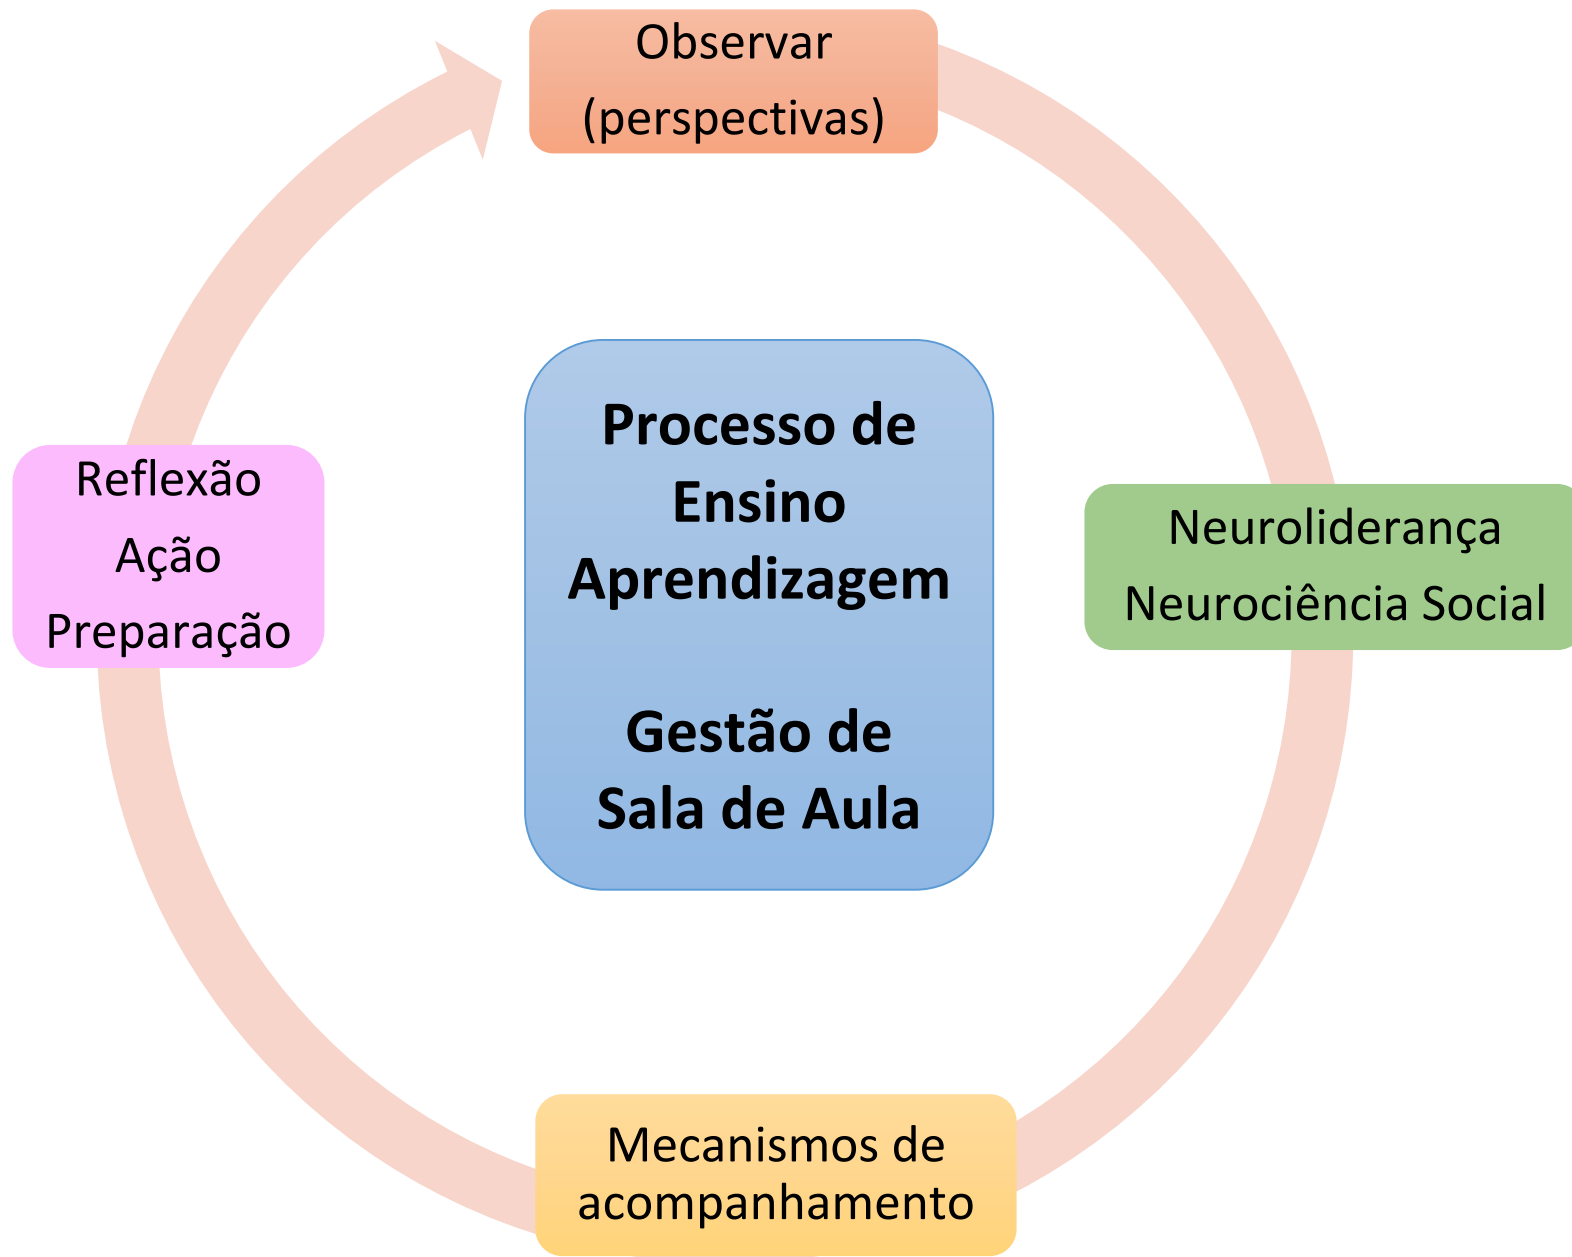 Observar
(perspectivas)
Processo de
Ensino
Aprendizagem
Gestão de
Sala de Aula
Reflexão
Ação
Preparação
Neuroliderança
Neurociência Social
Mecanismos de
acompanhamento